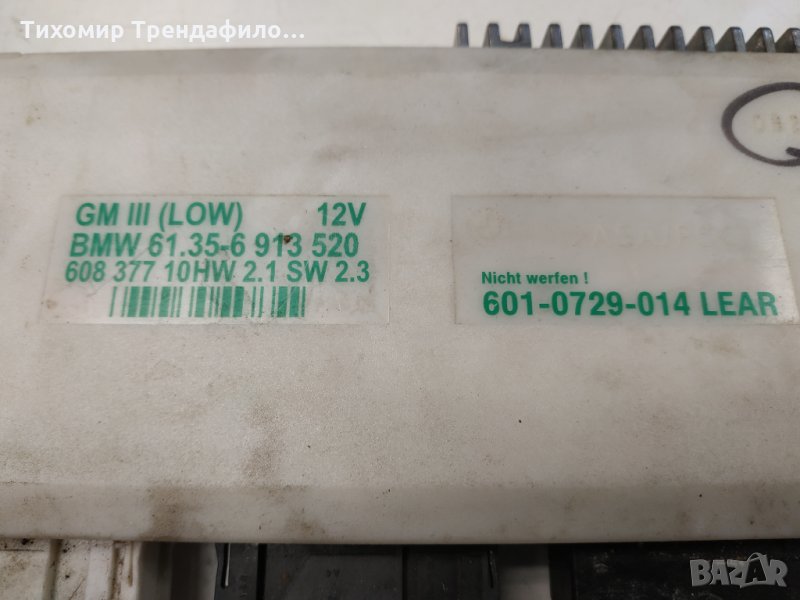 Тихомир Трендафило...
GM III (LOW) 12V
BMW 61.35-6 913 520
608 377 10HW 2.1 SW 2.3
Nicht werfen !
601-0729-014 LEAR
BAZAR